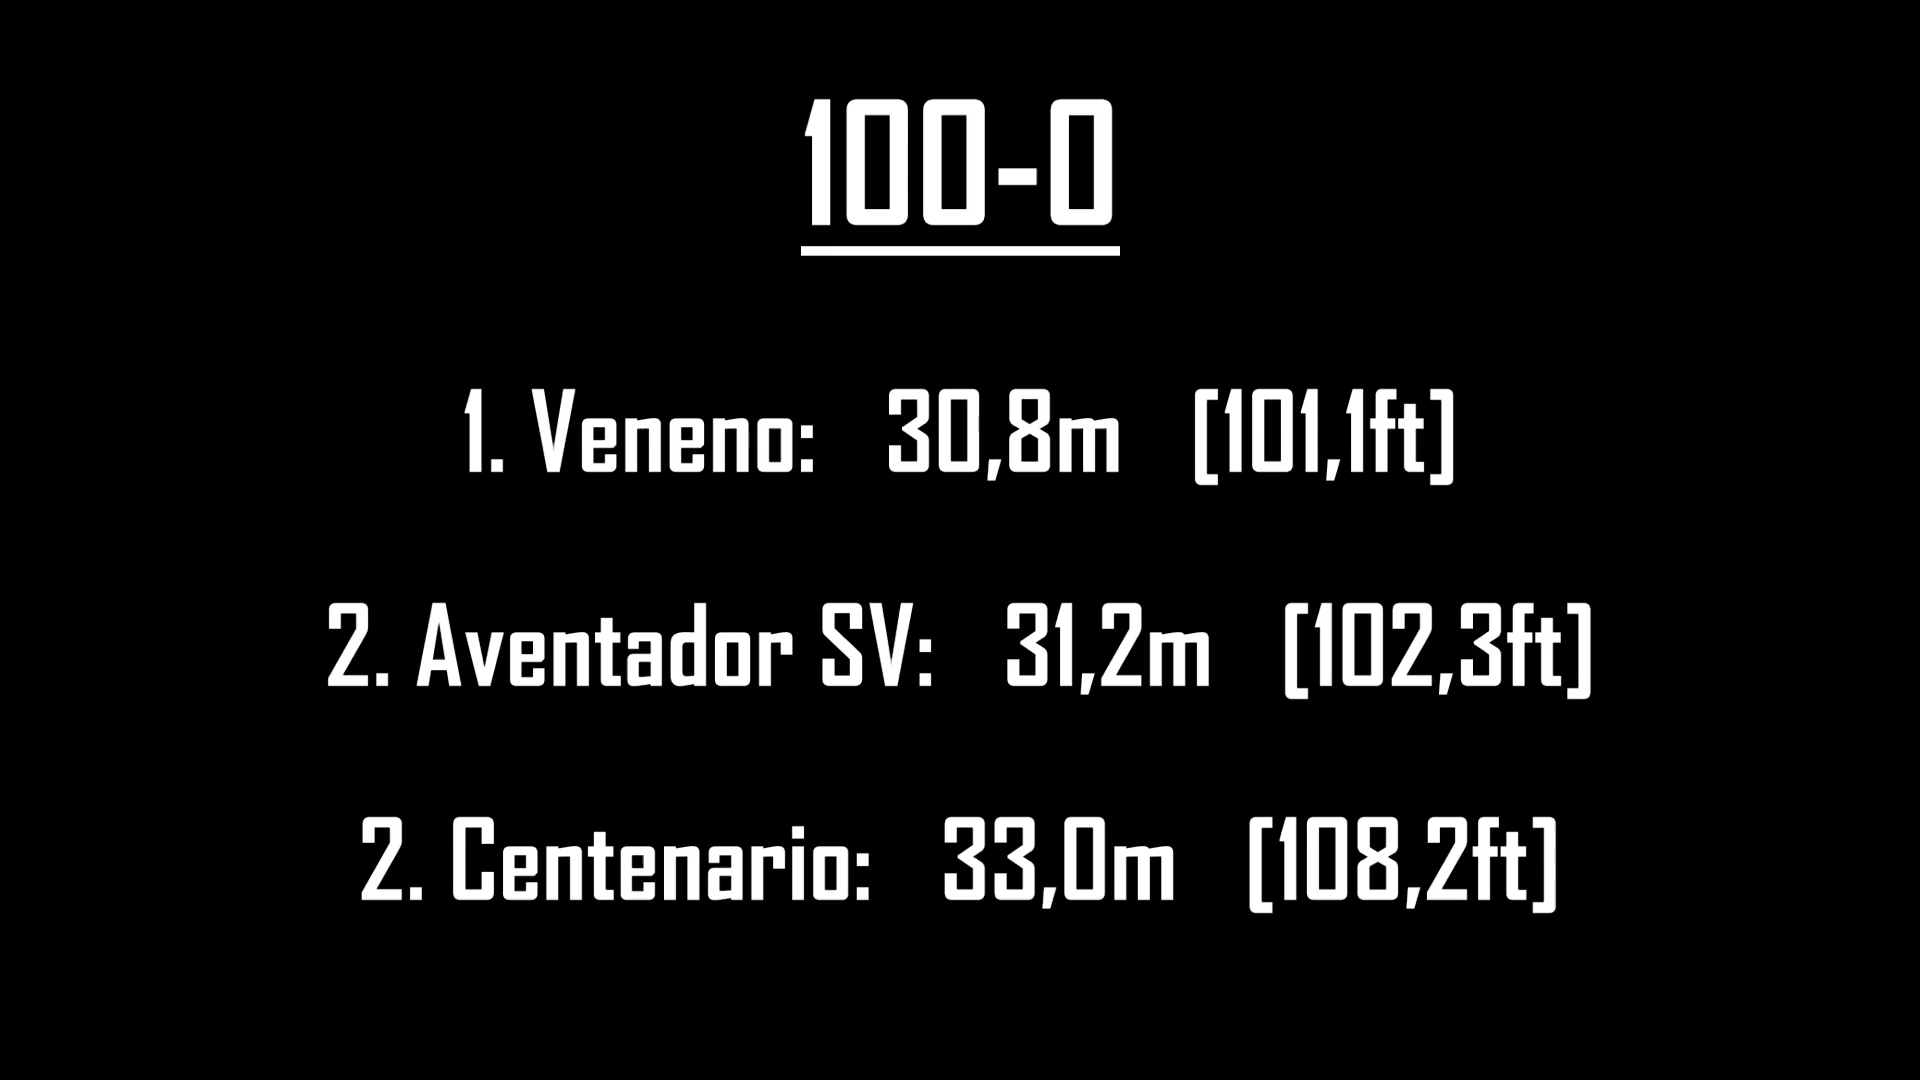 100-0
1. Veneno: 30,8m [101,1ft]
2. Aventador SV: 31,2m [102,3ft]
2. Centenario: 33,0m [108,2ft]